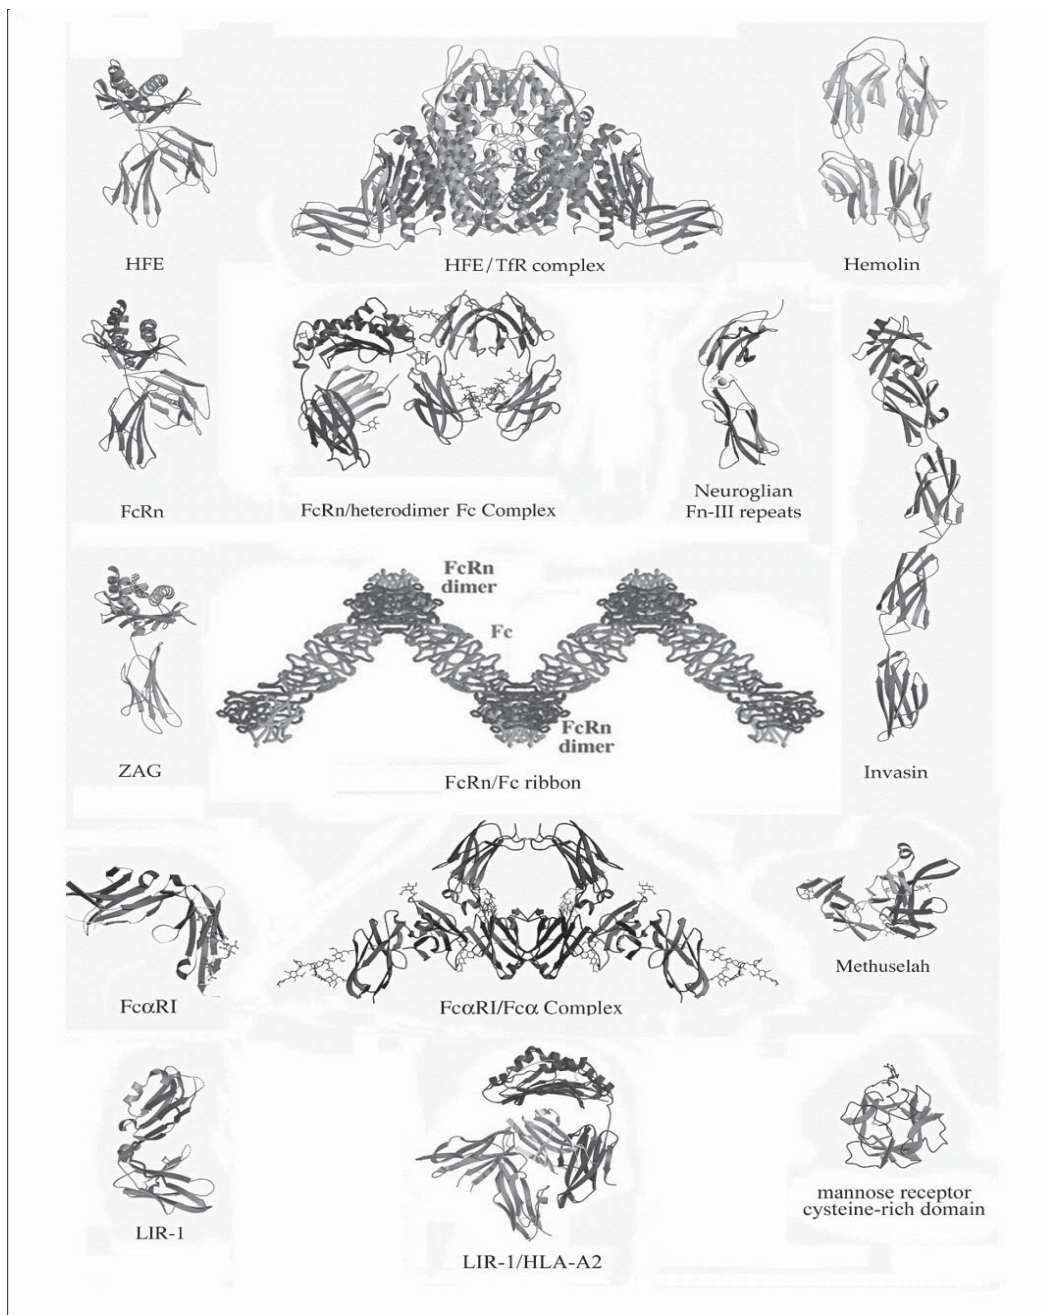 HFE
HFE/TfR complex
Hemolin
FcRn
FcRn/heterodimer Fc Complex
Neuroglian
Fn-III repeats
FcRn
dimer
Fc
FcRn
dimer
ZAG
FcRn/Fc ribbon
Invasin
FcαRI
FcαRI/Fcα Complex
Methuselah
LIR-1
LIR-1/HLA-A2
mannose receptor
cysteine-rich domain